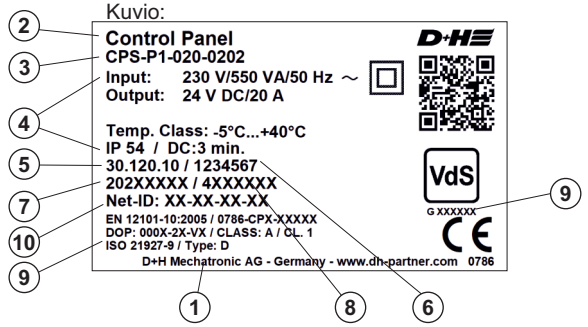 Kuvio:
2
Control Panel
D+H
3
CPS-P1-020-0202
Input: 230 V/550 VA/50 Hz ~
Output: 24 V DC/20 A
4
Temp. Class: -5°C...+40°C
IP 54 / DC:3 min.
5
30.120.10 / 1234567
VdS
9
7
202XXXXX / 4XXXXXX
10
Net-ID: XX-XX-XX-XX
G XXXXXX
EN 12101-10:2005 / 0786-CPX-XXXXX
DOP: 000X-2X-VX / CLASS: A / CL. 1
CE
9
ISO 21927-9 / Type: D
D+H Mechatronic AG - Germany - www.dh-partner.com 0786
1
8
6